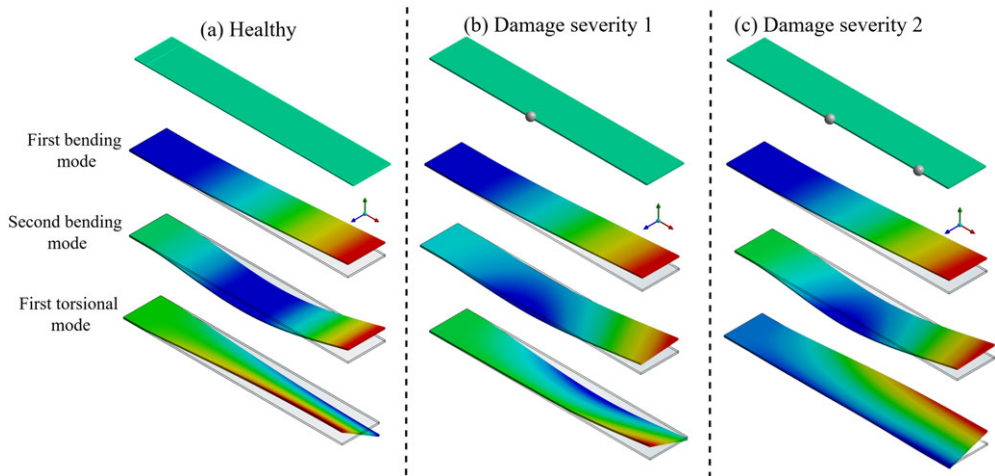 (a) Healthy
(b) Damage severity 1
(c) Damage severity 2
First bending
mode
Second bending
mode
First torsional
mode